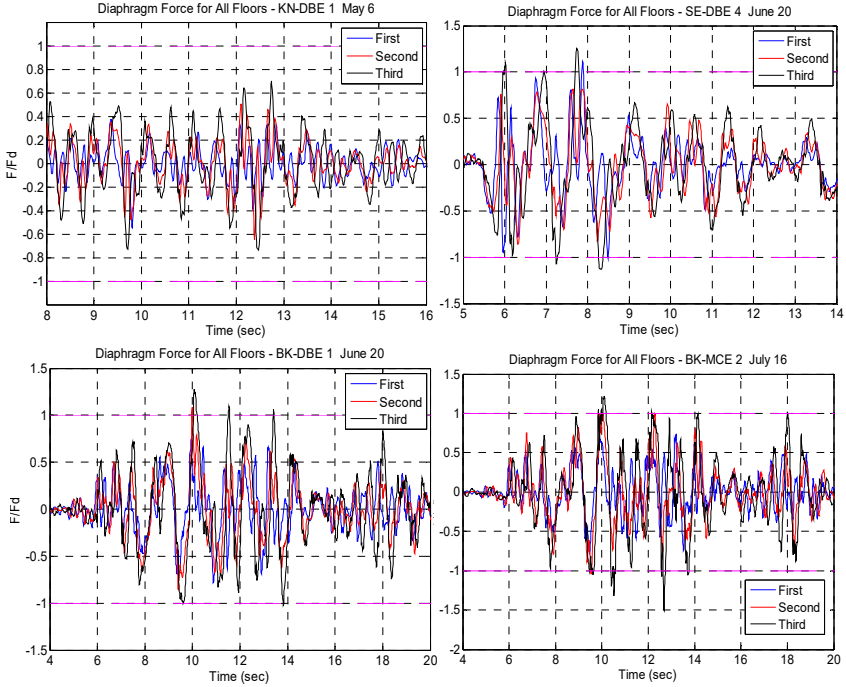 Diaphragm Force for All Floors - KN-DBE 1 May 6
F/Fd
1
0.8
0.6
0.4
0.2
0
-0.2
-0.4
-0.6
-0.8
-1
First
Second
Third
8 9 10 11 12 13 14 15 16
Time (sec)
Diaphragm Force for All Floors - SE-DBE 4 June 20
1.5
1
0.5
0
-0.5
-1
-1.5
First
Second
Third
5 6 7 8 9 10 11 12 13 14
Time (sec)
Diaphragm Force for All Floors - BK-DBE 1 June 20
F/Fd
1.5
1
0.5
0
-0.5
-1
-1.5
First
Second
Third
4 6 8 10 12 14 16 18 20
Time (sec)
Diaphragm Force for All Floors - BK-MCE 2 July 16
1.5
1
0.5
0
-0.5
-1
-1.5
-2
First
Second
Third
4 6 8 10 12 14 16 18 20
Time (sec)